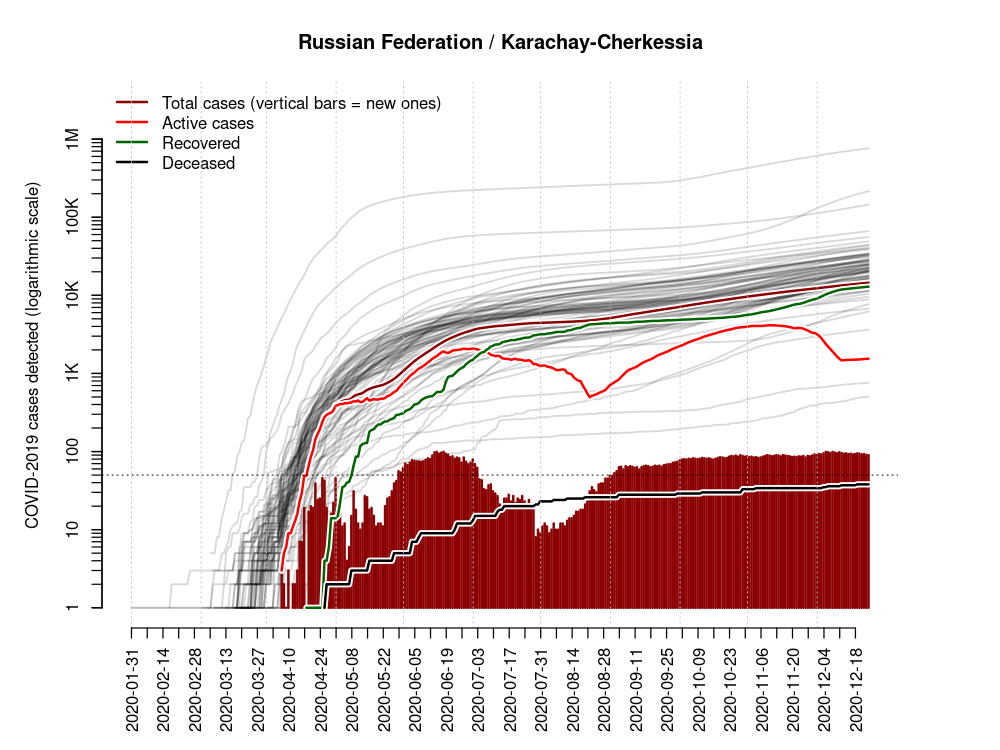 Russian Federation / Karachay-Cherkessia
Total cases (vertical bars = new ones)
Active cases
Recovered
Deceased
COVID-2019 cases detected (logarithmic scale)
1M
100K
10K
1K
100
10
1
2020-01-31
2020-02-14
2020-02-28
2020-03-13
2020-03-27
2020-04-10
2020-04-24
2020-05-08
2020-05-22
2020-06-05
2020-06-19
2020-07-03
2020-07-17
2020-07-31
2020-08-14
2020-08-28
2020-09-11
2020-09-25
2020-10-09
2020-10-23
2020-11-06
2020-11-20
2020-12-04
2020-12-18